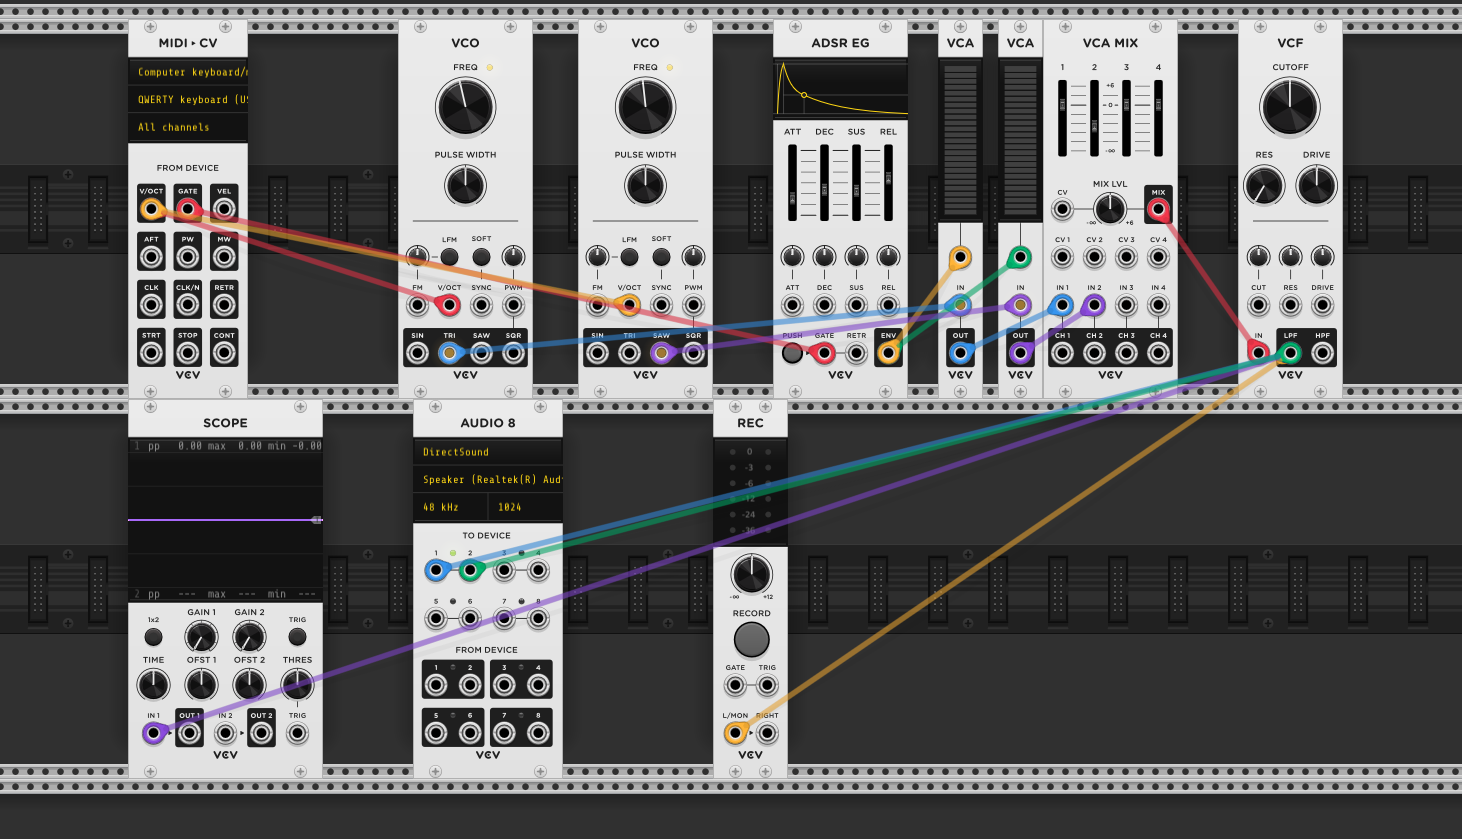 MIDI ▸ CV
Computer keyboard/m
QWERTY keyboard (US
All channels
FROM DEVICE
V/OCT GATE VEL
AFT PW MW
CLK CLK/N RETR
STRT STOP CONT
VCV
VCO
FREQ
PULSE WIDTH
LFM SOFT
FM V/OCT SYNC PWM
SIN TRI SAW SQR
VCV
VCO
FREQ
PULSE WIDTH
LFM SOFT
FM V/OCT SYNC PWM
SIN TRI SAW SQR
VCV
ADSR EG
ATT DEC SUS REL
ATT DEC SUS REL
PUSH GATE RETR ENV
VCV
VCA
IN
OUT
VCV
VCA
IN
OUT
VCV
VCA MIX
1 2 3 4
+6
0
-∞
MIX LVL
CV MIX
-∞ +6
CV 1 CV 2 CV 3 CV 4
IN 1 IN 2 IN 3 IN 4
CH 1 CH 2 CH 3 CH 4
VCV
VCF
CUTOFF
RES DRIVE
CUT RES DRIVE
IN LPF HPF
VCV
SCOPE
1 pp 0.00 max 0.00 min -0.00
2 pp --- max --- min ---
GAIN 1 GAIN 2
1x2 TRIG
TIME OFST 1 OFST 2 THRES
IN 1 OUT 1 IN 2 OUT 2 TRIG
VCV
AUDIO 8
DirectSound
Speaker (Realtek(R) Aud
48 kHz 1024
TO DEVICE
1 2 3 4
5 6 7 8
FROM DEVICE
1 2 3 4
5 6 7 8
VCV
REC
0
-3
-6
-12
-24
-36
-∞ +12
RECORD
GATE TRIG
L/MON RIGHT
VCV